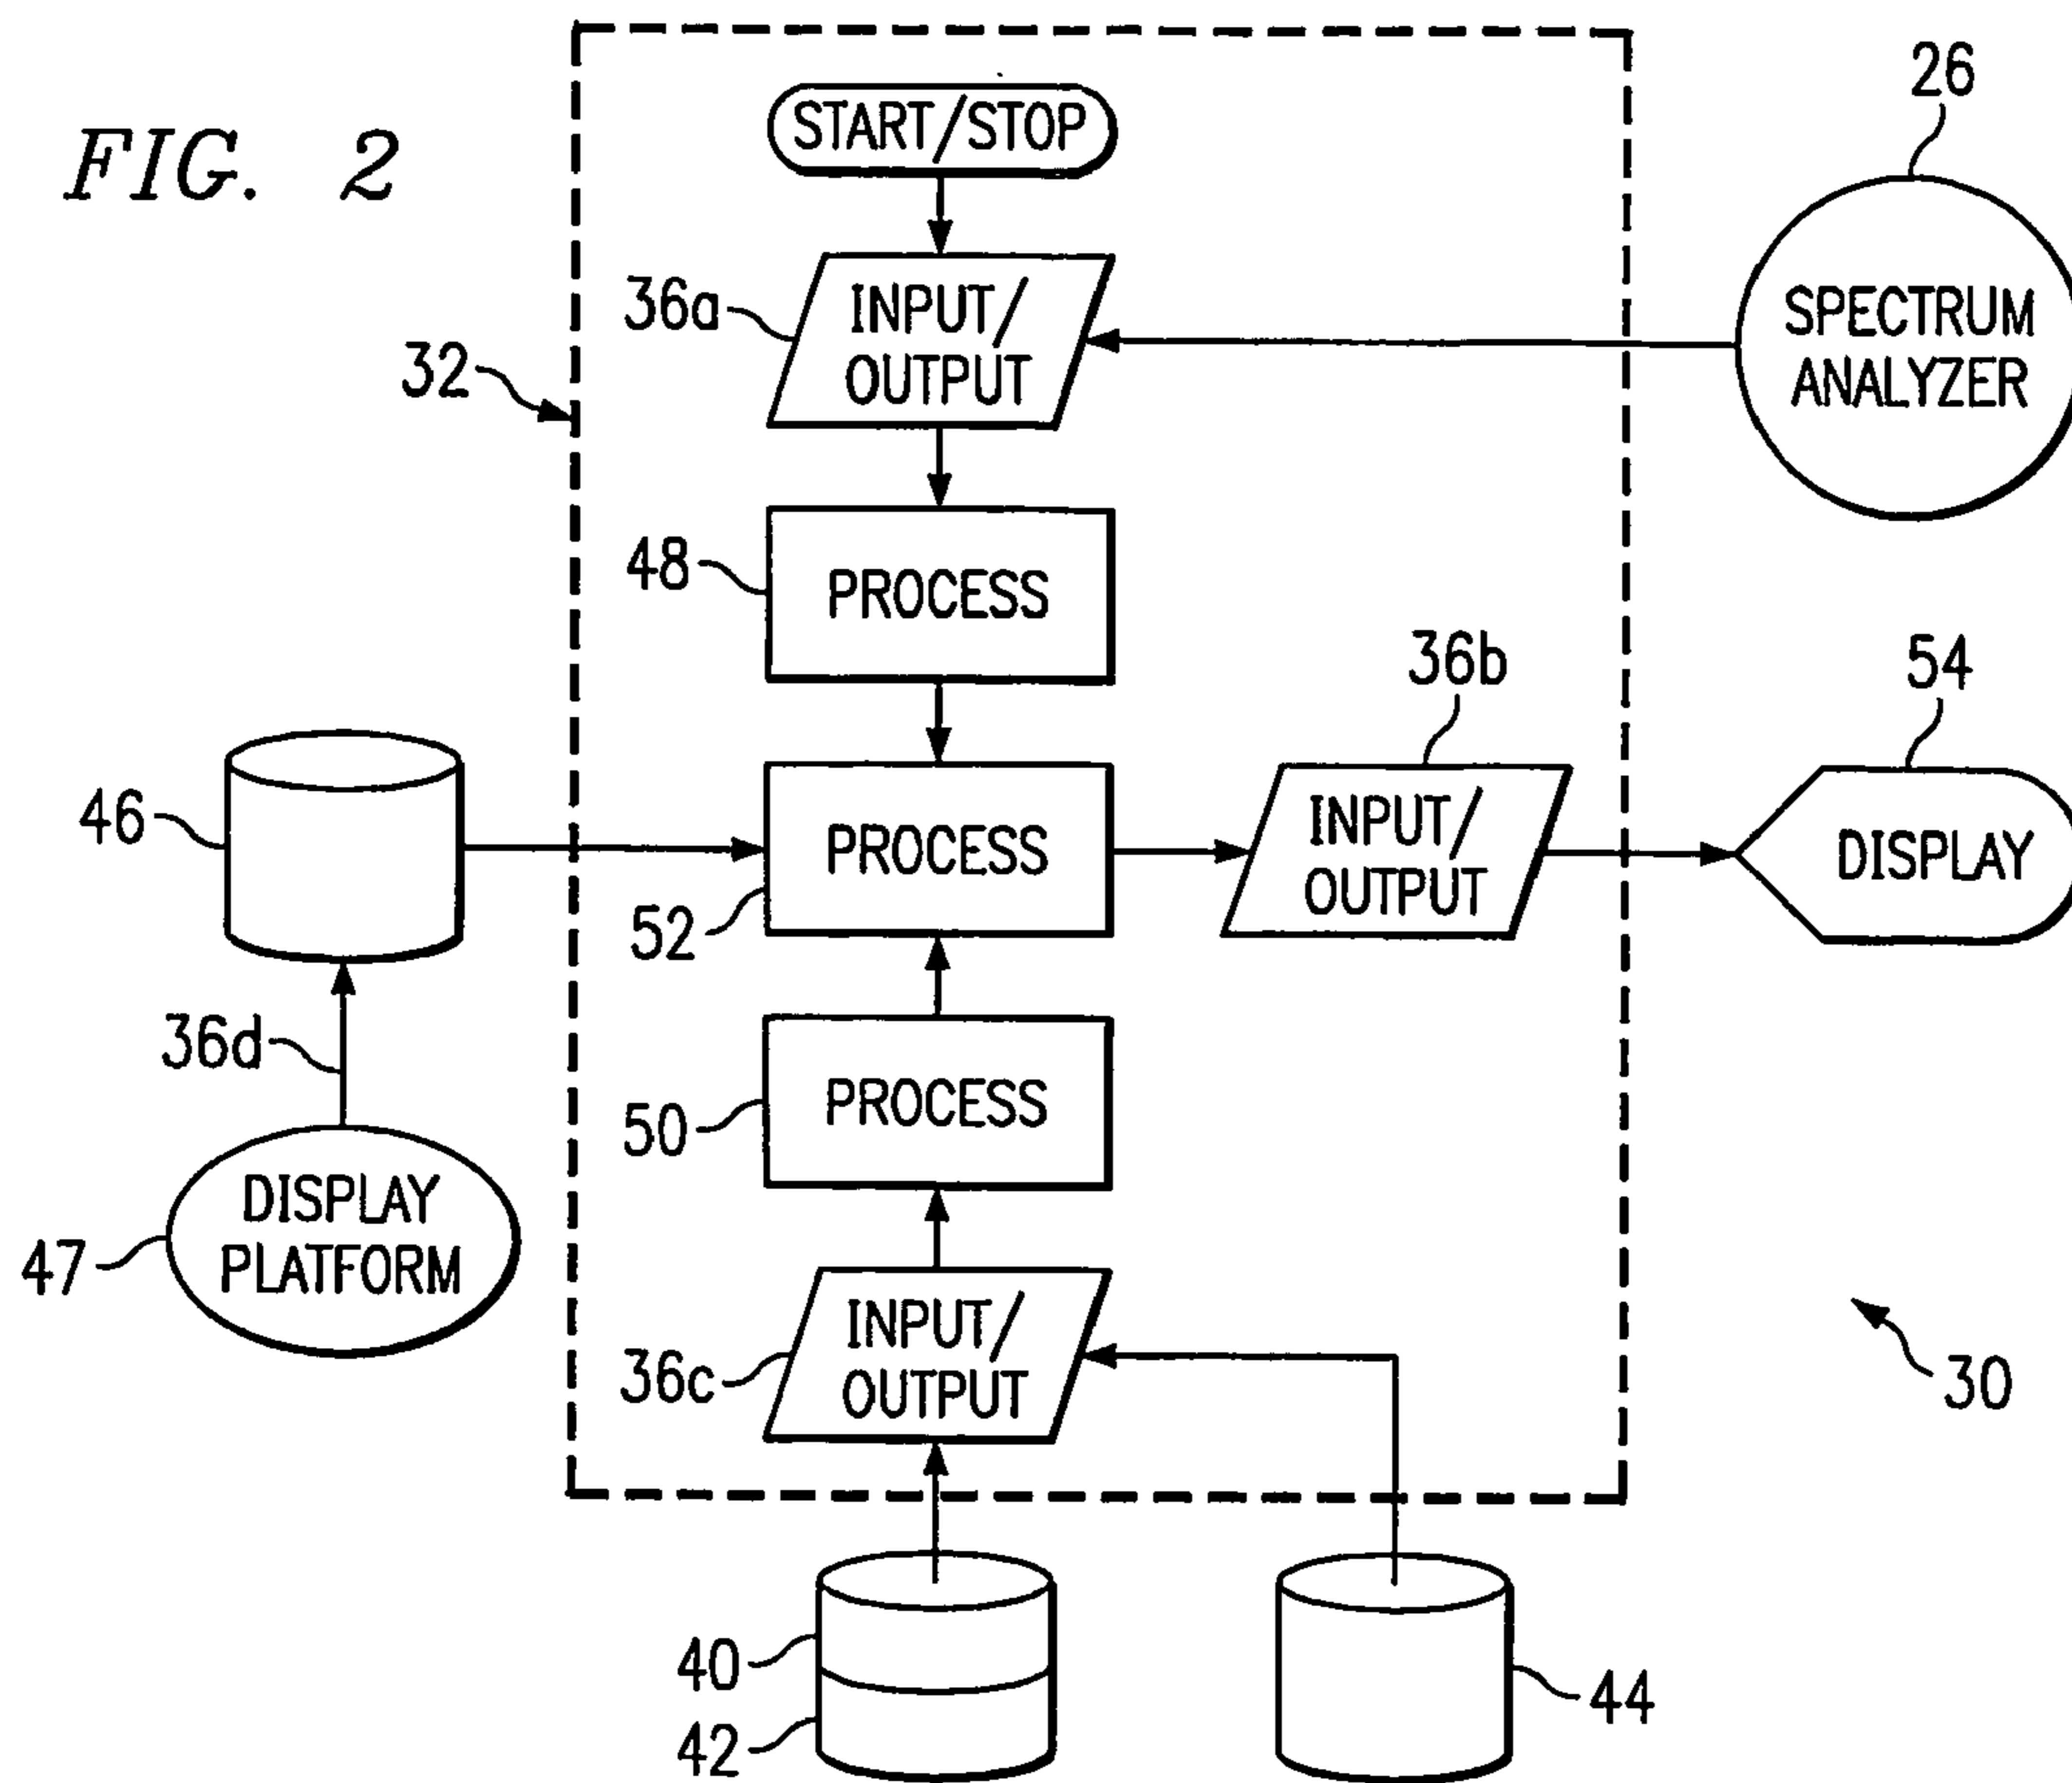 FIG. 2
START/STOP
26
36a
INPUT/
OUTPUT
SPECTRUM
ANALYZER
32
48
PROCESS
36b
54
46
PROCESS
INPUT/
OUTPUT
DISPLAY
52
36d
50
PROCESS
DISPLAY
PLATFORM
47
36c
INPUT/
OUTPUT
30
40
42
44